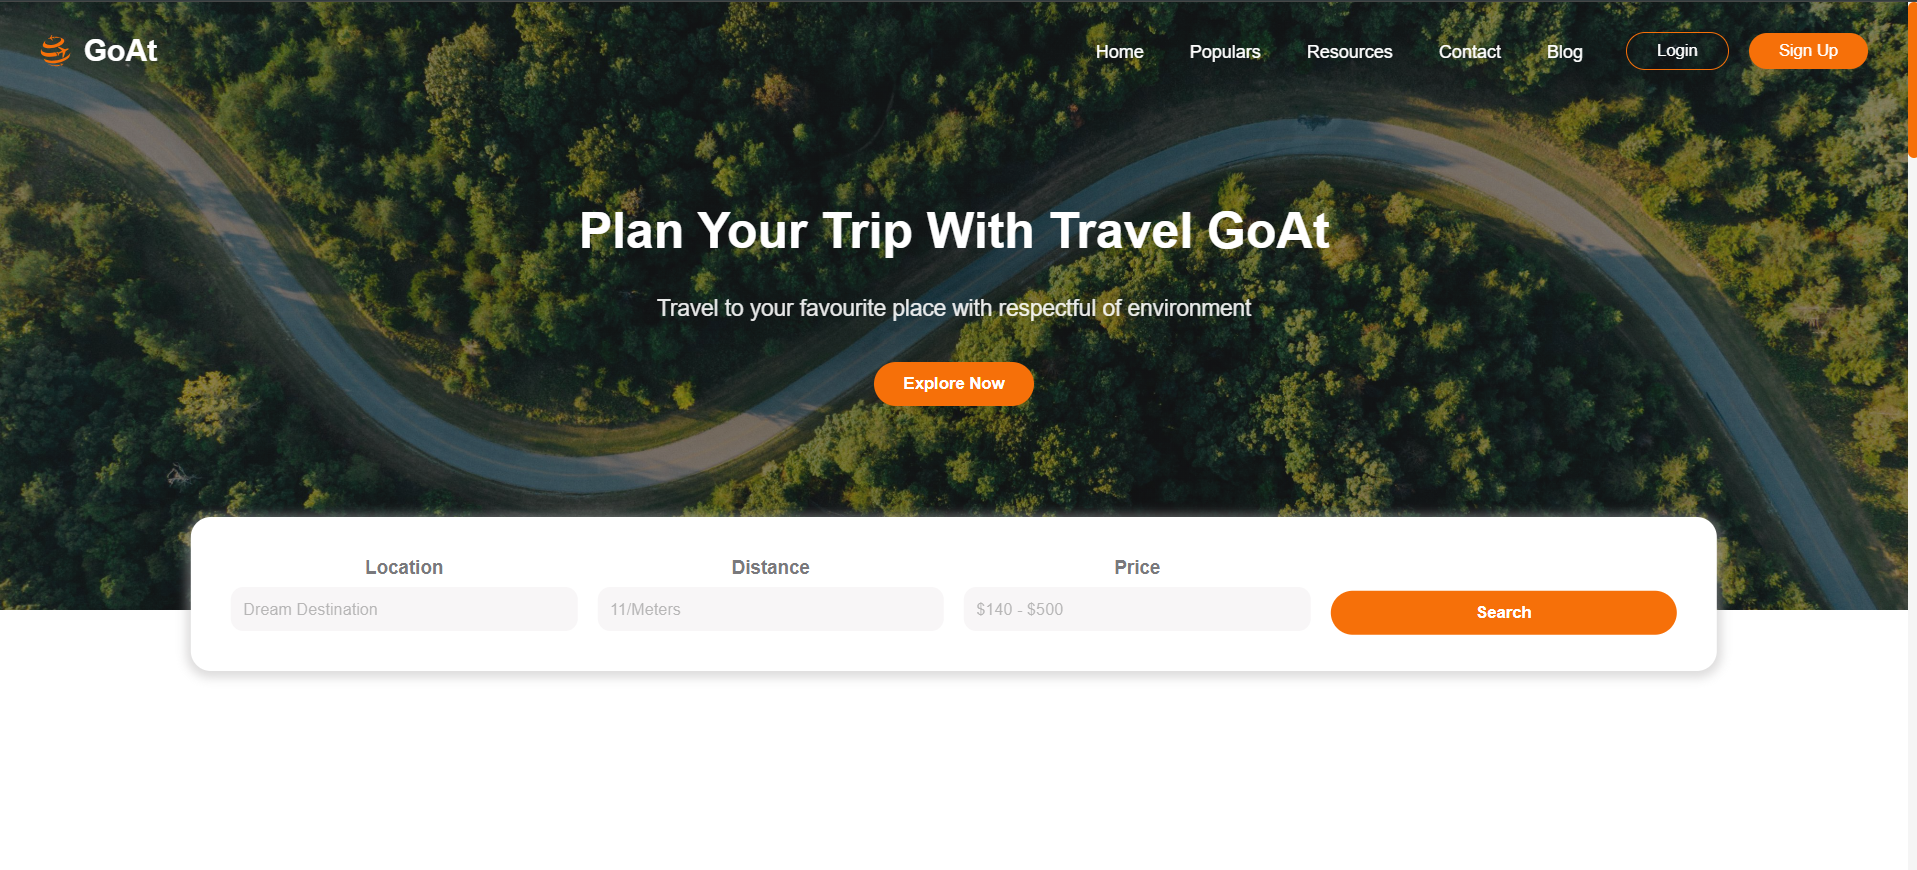 GoAt
Home Populars Resources Contact Blog Login Sign Up
Plan Your Trip With Travel GoAt
Travel to your favourite place with respectful of environment
Explore Now
Location Distance Price
Dream Destination 11/Meters $140 - $500 Search